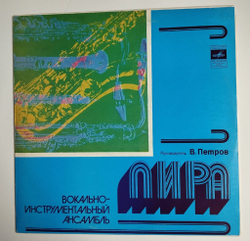 Руководитель В. Петров
ЛИРА
ВОКАЛЬНО-
ИНСТРУМЕНТАЛЬНЫЙ
АНСАМБЛЬ